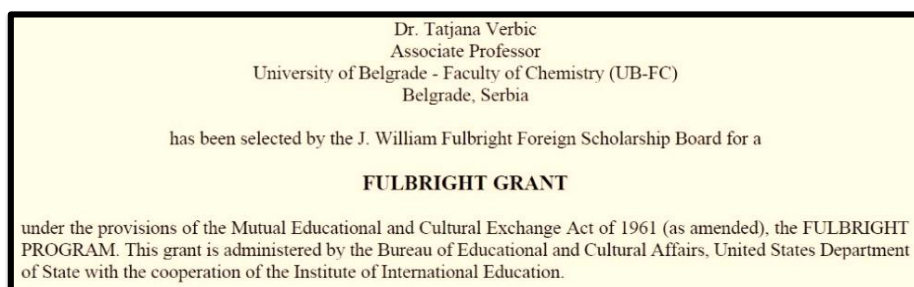 Dr. Tatjana Verbic
Associate Professor
University of Belgrade - Faculty of Chemistry (UB-FC)
Belgrade, Serbia
has been selected by the J. William Fulbright Foreign Scholarship Board for a
FULBRIGHT GRANT
under the provisions of the Mutual Educational and Cultural Exchange Act of 1961 (as amended), the FULBRIGHT
PROGRAM. This grant is administered by the Bureau of Educational and Cultural Affairs, United States Department
of State with the cooperation of the Institute of International Education.